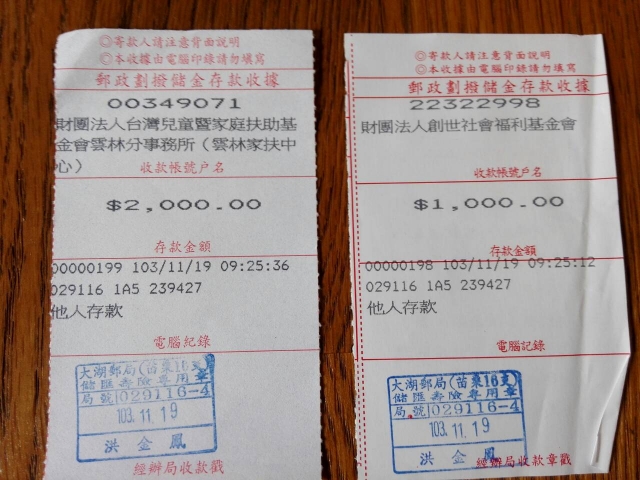 ◎寄款人請注意背面說明
◎本收據由電腦印錄請勿填寫
郵政劃撥儲金存款收據
00349071
財團法人台灣兒童暨家庭扶助基
金會雲林分事務所（雲林家扶中
心）
收款帳號戶名
$2,000.00
存款金額
00000199 103/11/19 09:25:36
029116 1A5 239427
他人存款
電腦紀錄
大湖郵局(苗栗16支)
儲匯壽險專用章
局號029116-4
103.11.19
洪金鳳
經辦局收款戳
◎寄款人請注意背面說明
◎本收據由電腦印錄請勿填寫
郵政劃撥儲金存款收據
22322998
財團法人創世社會福利基金會
收款帳號戶名
$1,000.00
存款金額
00000198 103/11/19 09:25:12
029116 1A5 239427
他人存款
電腦記錄
大湖郵局(苗栗16支)
儲匯壽險專用章
局號029116-4
103.11.19
洪金鳳
經辦局收款章戳